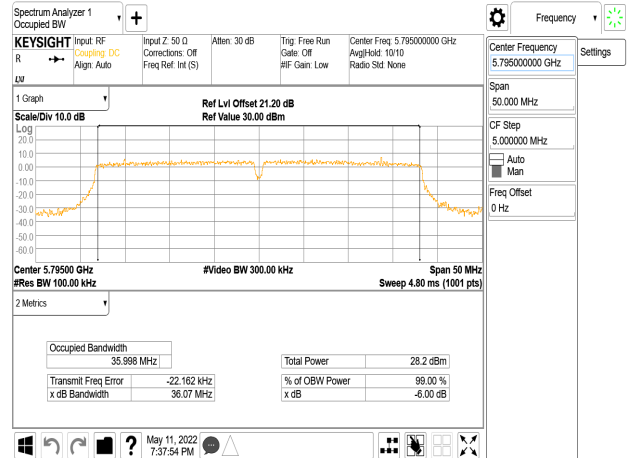 Spectrum Analyzer 1
Occupied BW
Frequency
KEYSIGHT
R
LXI
Input: RF
Coupling: DC
Align: Auto
Input Z: 50 Ω
Corrections: Off
Freq Ref: Int (S)
Atten: 30 dB
Trig: Free Run
Gate: Off
#IF Gain: Low
Center Freq: 5.795000000 GHz
Avg|Hold: 10/10
Radio Std: None
Center Frequency
5.795000000 GHz
Settings
Span
50.000 MHz
CF Step
5.000000 MHz
Auto
Man
Freq Offset
0 Hz
1 Graph
Scale/Div 10.0 dB
Ref Lvl Offset 21.20 dB
Ref Value 30.00 dBm
Log
20.0
10.0
0.00
-10.0
-20.0
-30.0
-40.0
-50.0
-60.0
Center 5.79500 GHz
#Video BW 300.00 kHz
Span 50 MHz
#Res BW 100.00 kHz
Sweep 4.80 ms (1001 pts)
2 Metrics
Occupied Bandwidth
35.998 MHz
Total Power 28.2 dBm
Transmit Freq Error -22.162 kHz
% of OBW Power 99.00 %
x dB Bandwidth 36.07 MHz
x dB -6.00 dB
?
May 11, 2022
7:37:54 PM